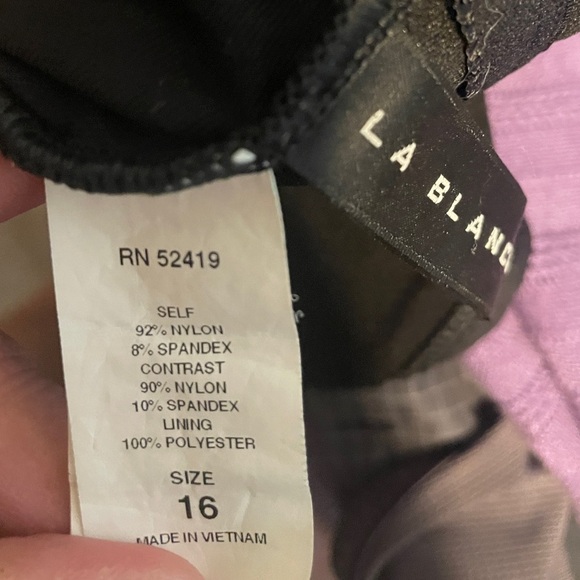 LA BLANCA
RN 52419
SELF
92% NYLON
8% SPANDEX
CONTRAST
90% NYLON
10% SPANDEX
LINING
100% POLYESTER
SIZE
16
MADE IN VIETNAM